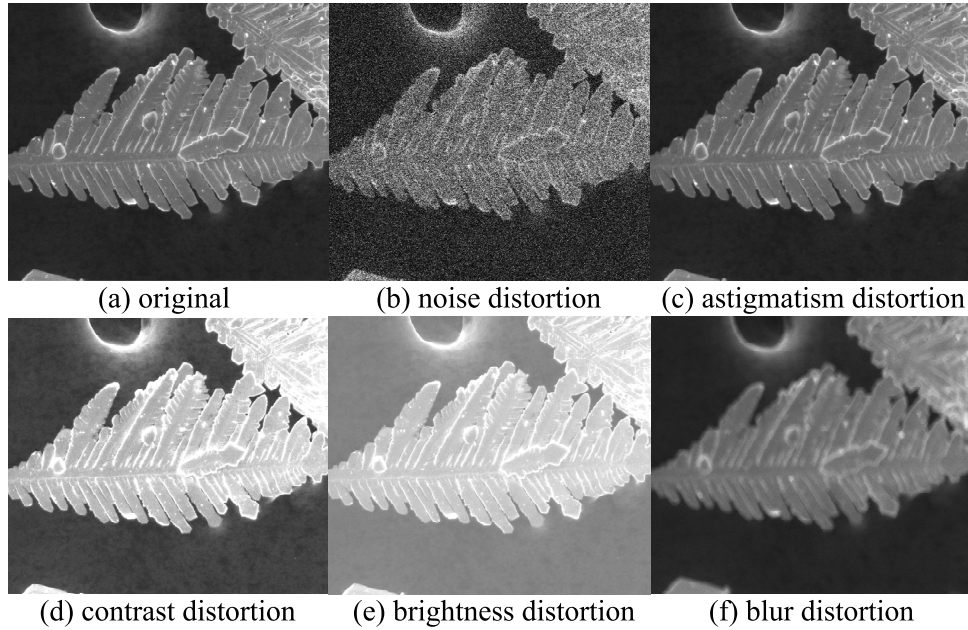 (a) original
(b) noise distortion
(c) astigmatism distortion
(d) contrast distortion
(e) brightness distortion
(f) blur distortion